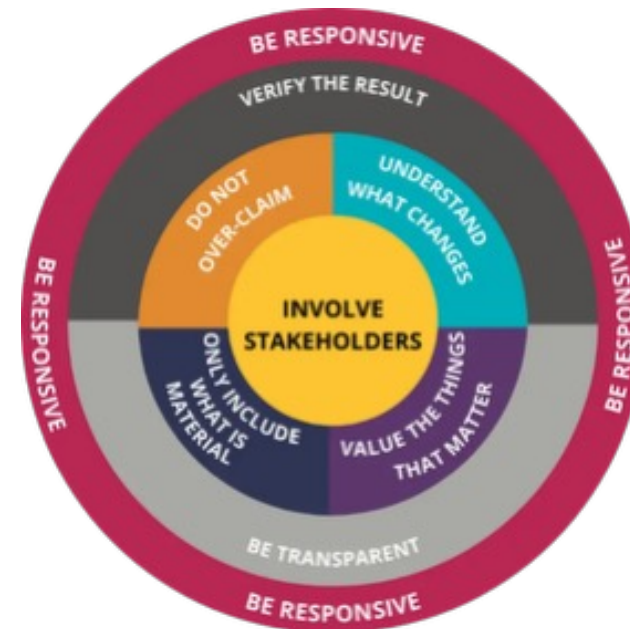 BE RESPONSIVE
VERIFY THE RESULT
DO NOT
OVER-CLAIM
UNDERSTAND
WHAT CHANGES
BE RESPONSIVE
INVOLVE
STAKEHOLDERS
BE RESPONSIVE
ONLY INCLUDE
WHAT IS
MATERIAL
VALUE THE THINGS
THAT MATTER
BE TRANSPARENT
BE RESPONSIVE